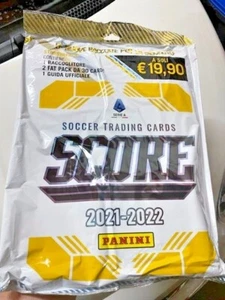 A SOLI
€19,90
1 RACCOGLITORE
2 FAT PACK DA 30 CARD
1 GUIDA UFFICIALE
SERIE A
SOCCER TRADING CARDS
SCORE
2021-2022
PANINI